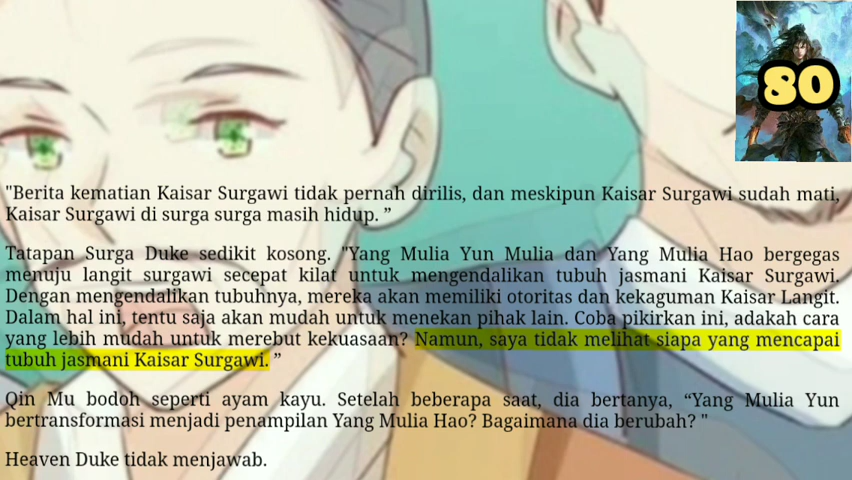 80
"Berita kematian Kaisar Surgawi tidak pernah dirilis, dan meskipun Kaisar Surgawi sudah mati,
Kaisar Surgawi di surga surga masih hidup. ”
Tatapan Surga Duke sedikit kosong. "Yang Mulia Yun Mulia dan Yang Mulia Hao bergegas
menuju langit surgawi secepat kilat untuk mengendalikan tubuh jasmani Kaisar Surgawi.
Dengan mengendalikan tubuhnya, mereka akan memiliki otoritas dan kekaguman Kaisar Langit.
Dalam hal ini, tentu saja akan mudah untuk menekan pihak lain. Coba pikirkan ini, adakah cara
yang lebih mudah untuk merebut kekuasaan? Namun, saya tidak melihat siapa yang mencapai
tubuh jasmani Kaisar Surgawi. ”
Qin Mu bodoh seperti ayam kayu. Setelah beberapa saat, dia bertanya, “Yang Mulia Yun
bertransformasi menjadi penampilan Yang Mulia Hao? Bagaimana dia berubah? "
Heaven Duke tidak menjawab.